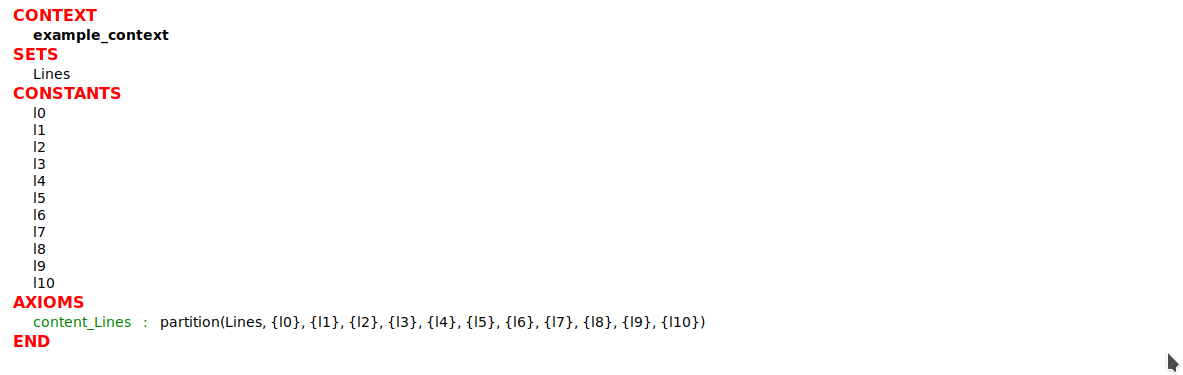 CONTEXT
example_context
SETS
Lines
CONSTANTS
l0
l1
l2
l3
l4
l5
l6
l7
l8
l9
l10
AXIOMS
content_Lines : partition(Lines, {l0}, {l1}, {l2}, {l3}, {l4}, {l5}, {l6}, {l7}, {l8}, {l9}, {l10})
END